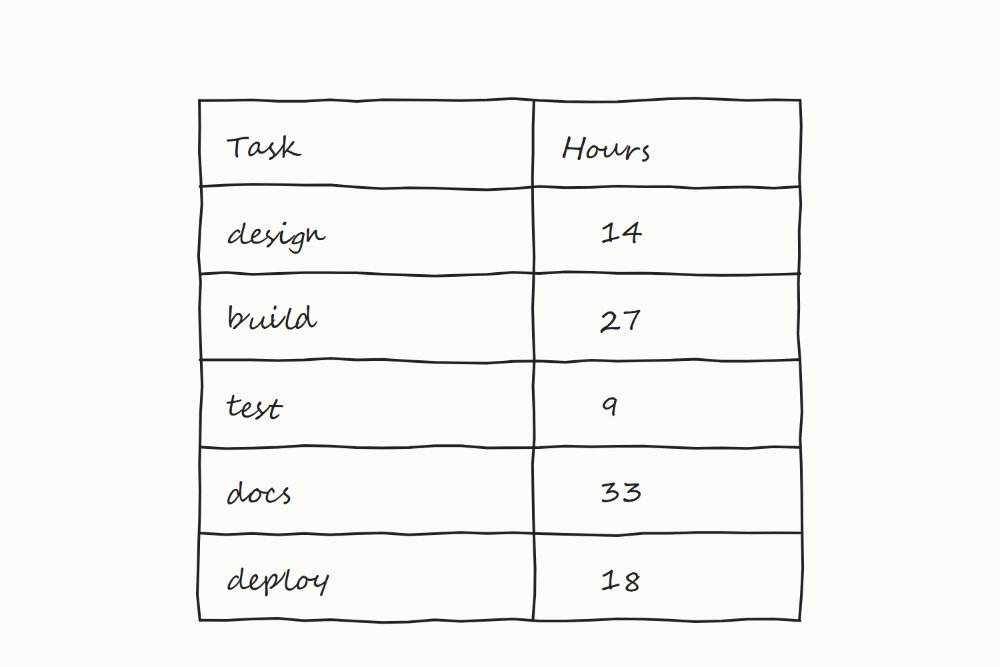 Task Hours
design 14
build 27
test 9
docs 33
deploy 18